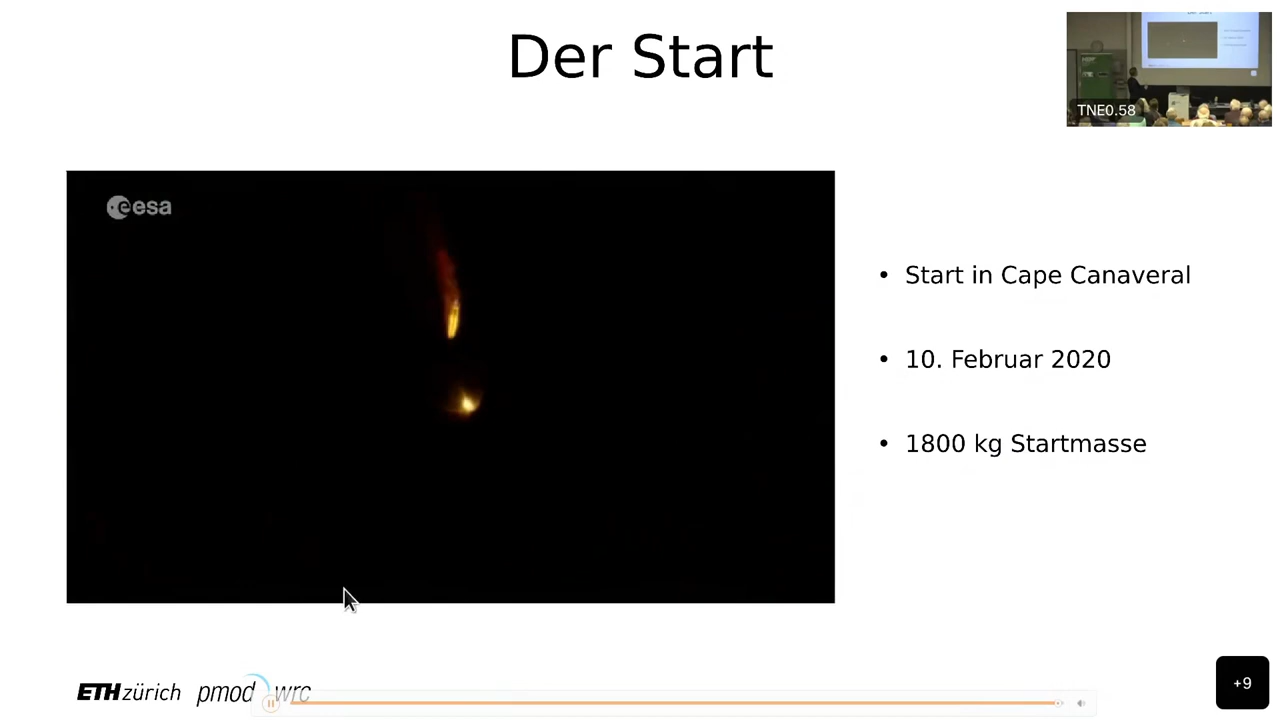 Der Start
TNE0.58
esa
• Start in Cape Canaveral
• 10. Februar 2020
• 1800 kg Startmasse
ETH zürich pmod wrc
+9